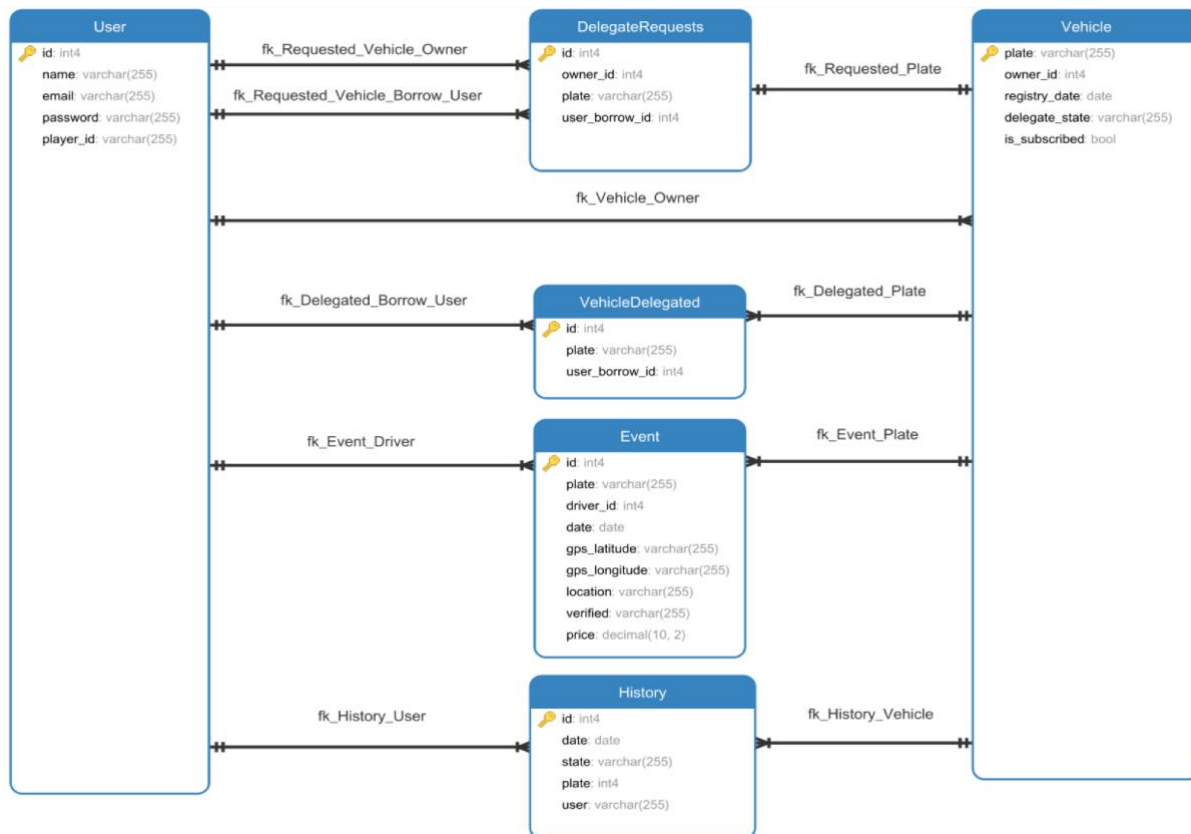 User
id: int4
name: varchar(255)
email: varchar(255)
password: varchar(255)
player_id: varchar(255)
fk_Requested_Vehicle_Owner
fk_Requested_Vehicle_Borrow_User
DelegateRequests
id: int4
owner_id: int4
plate: varchar(255)
user_borrow_id: int4
fk_Requested_Plate
Vehicle
plate: varchar(255)
owner_id: int4
registry_date: date
delegate_state: varchar(255)
is_subscribed: bool
fk_Vehicle_Owner
fk_Delegated_Borrow_User
VehicleDelegated
id: int4
plate: varchar(255)
user_borrow_id: int4
fk_Delegated_Plate
fk_Event_Driver
Event
id: int4
plate: varchar(255)
driver_id: int4
date: date
gps_latitude: varchar(255)
gps_longitude: varchar(255)
location: varchar(255)
verified: varchar(255)
price: decimal(10, 2)
fk_Event_Plate
fk_History_User
History
id: int4
date: date
state: varchar(255)
plate: int4
user: varchar(255)
fk_History_Vehicle